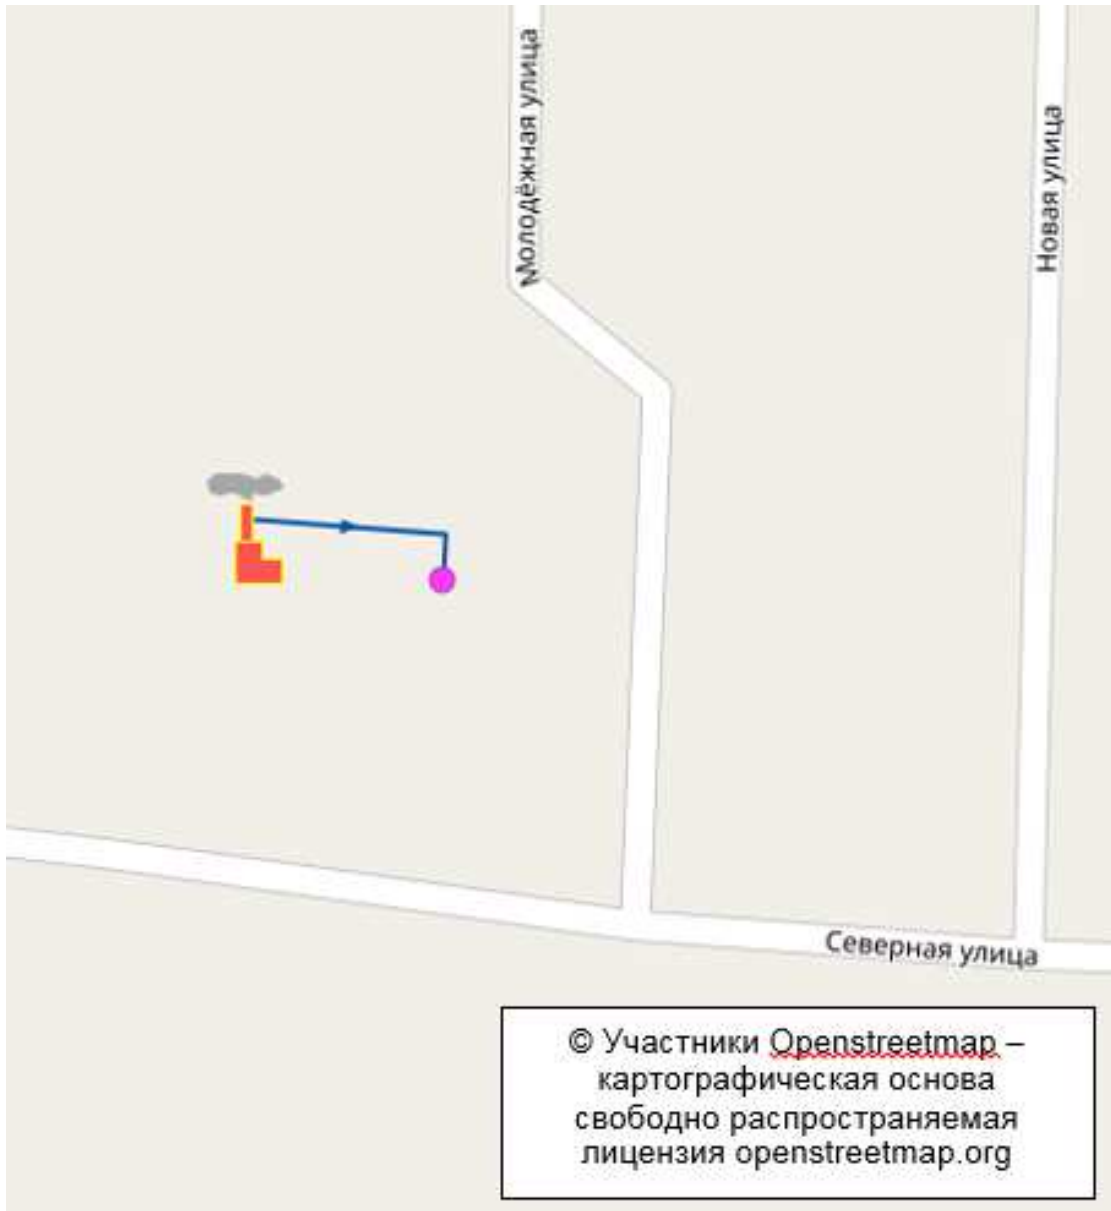 Молодёжная улица
Новая улица
Северная улица
© Участники Openstreetmap –
картографическая основа
свободно распространяемая
лицензия openstreetmap.org